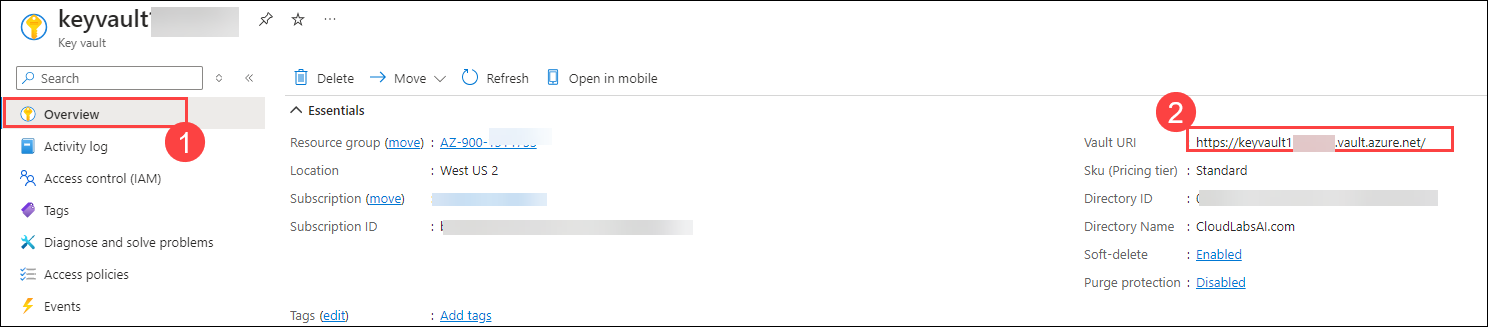 keyvault1
Key vault
Search
Delete Move Refresh Open in mobile
Essentials
1
Overview
Activity log
Access control (IAM)
Tags
Diagnose and solve problems
Access policies
Events
Resource group (move) : AZ-900-
Location : West US 2
Subscription (move) :
Subscription ID :
Tags (edit) : Add tags
2
Vault URI : https://keyvault1 .vault.azure.net/
Sku (Pricing tier) : Standard
Directory ID :
Directory Name : CloudLabsAI.com
Soft-delete : Enabled
Purge protection : Disabled